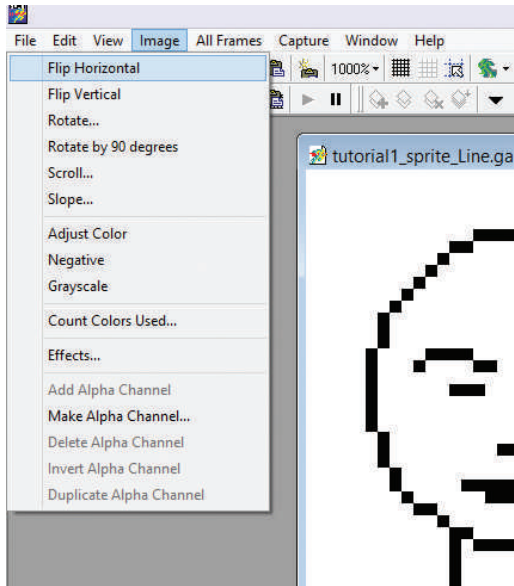 File Edit View Image All Frames Capture Window Help
1000%
Flip Horizontal
Flip Vertical
Rotate...
Rotate by 90 degrees
Scroll...
Slope...
Adjust Color
Negative
Grayscale
Count Colors Used...
Effects...
Add Alpha Channel
Make Alpha Channel...
Delete Alpha Channel
Invert Alpha Channel
Duplicate Alpha Channel
tutorial1_sprite_Line.ga